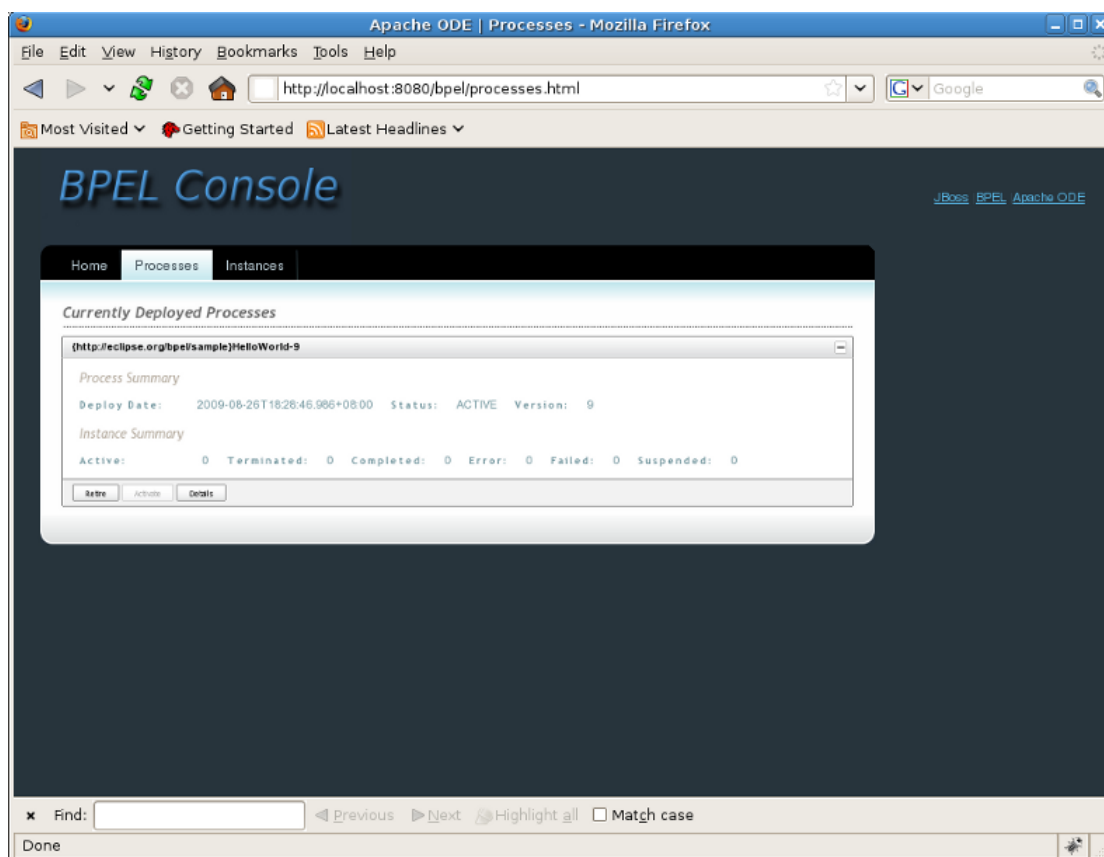 Apache ODE | Processes - Mozilla Firefox
File Edit View History Bookmarks Tools Help
http://localhost:8080/bpel/processes.html Google
Most Visited Getting Started Latest Headlines
BPEL Console
JBoss BPEL Apache ODE
Home Processes Instances
Currently Deployed Processes
{http://eclipse.org/bpel/sample}HelloWorld-9
Process Summary
Deploy Date: 2009-08-26T18:28:46.986+08:00 Status: ACTIVE Version: 9
Instance Summary
Active: 0 Terminated: 0 Completed: 0 Error: 0 Failed: 0 Suspended: 0
Retire Activate Details
Find: Previous Next Highlight all Match case
Done